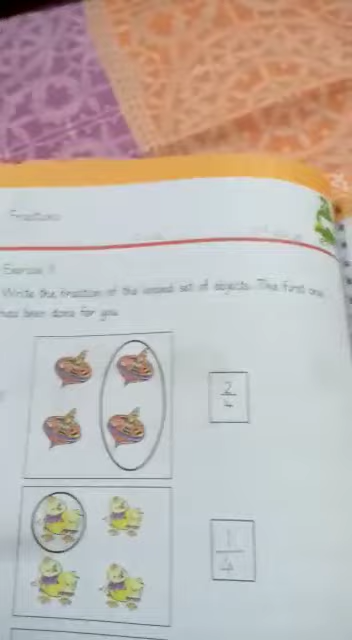 Fractions
Exercise
Write the fraction of the circled set of objects. The first one
has been done for you.
2
4
1
4